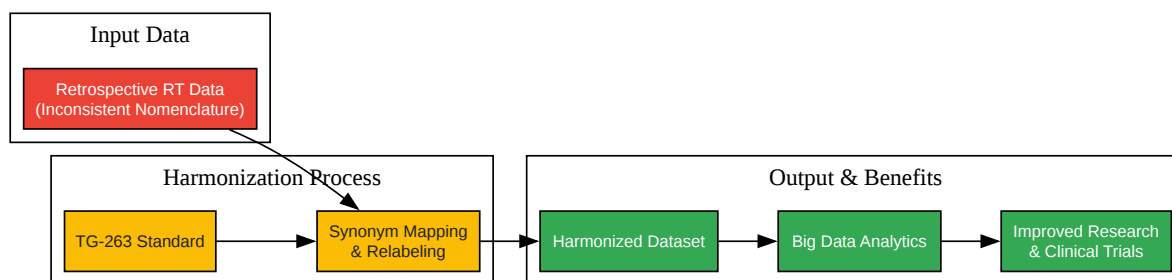 Input Data
Retrospective RT Data
(Inconsistent Nomenclature)
Harmonization Process
TG-263 Standard
Synonym Mapping
& Relabeling
Output & Benefits
Harmonized Dataset
Big Data Analytics
Improved Research
& Clinical Trials